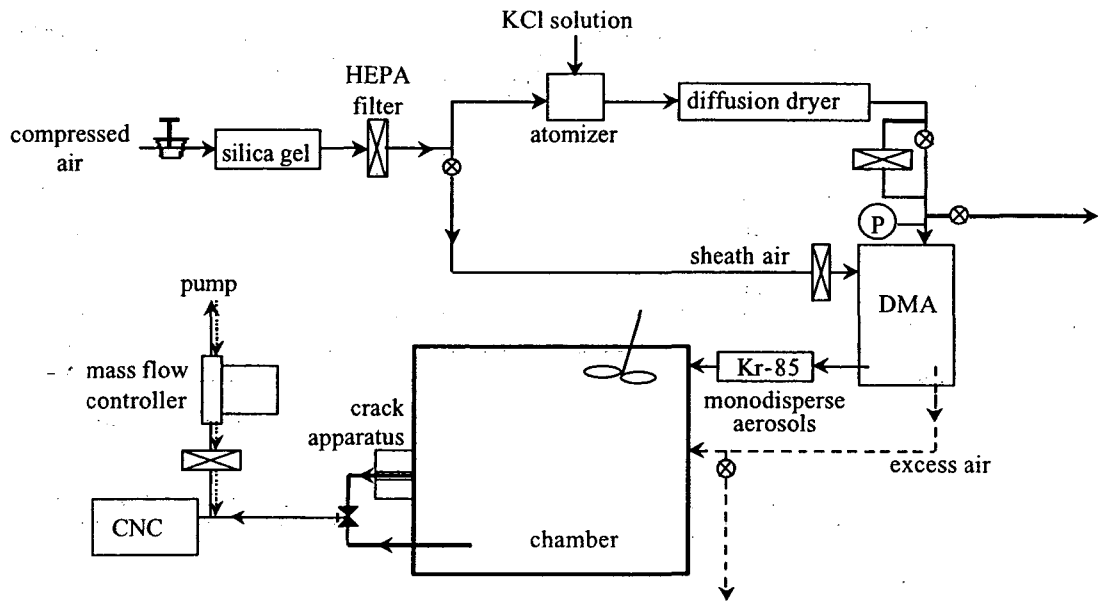 KCl solution
HEPA
filter
compressed
air
silica gel
atomizer
diffusion dryer
P
sheath air
DMA
pump
mass flow
controller
crack
apparatus
Kr-85
monodisperse
aerosols
excess air
CNC
chamber